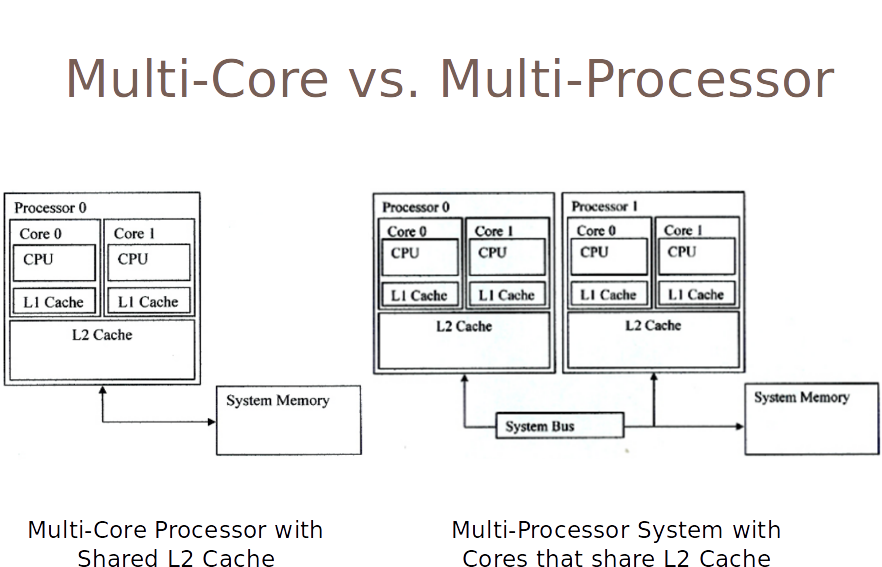 Multi-Core vs. Multi-Processor
Processor 0
Core 0
CPU
L1 Cache
Core 1
CPU
L1 Cache
L2 Cache
System Memory
Processor 0
Core 0
CPU
L1 Cache
Core 1
CPU
L1 Cache
L2 Cache
Processor 1
Core 0
CPU
L1 Cache
Core 1
CPU
L1 Cache
L2 Cache
System Bus
System Memory
Multi-Core Processor with
Shared L2 Cache
Multi-Processor System with
Cores that share L2 Cache